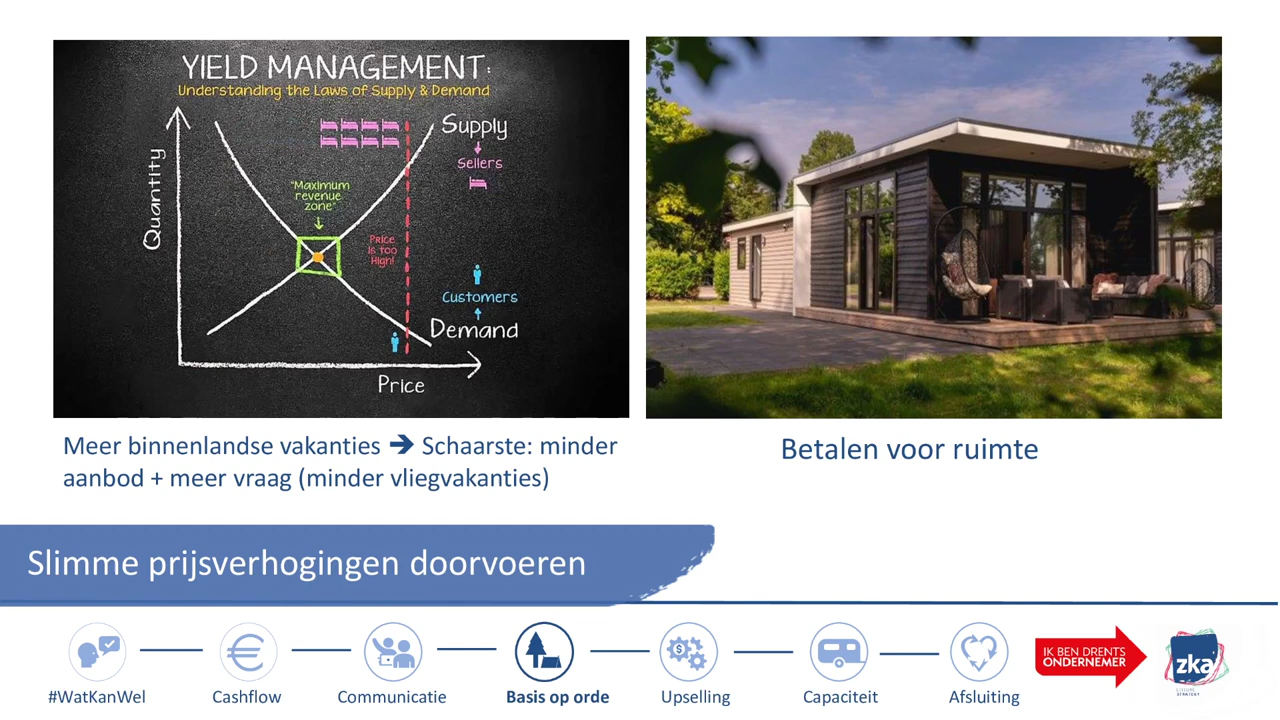 YIELD MANAGEMENT:
Understanding the Laws of Supply & Demand
Quantity
Supply
Sellers
"Maximum
revenue
zone"
Price
is too
High!
Customers
Demand
Price
Meer binnenlandse vakanties ➔ Schaarste: minder
aanbod + meer vraag (minder vliegvakanties)
Betalen voor ruimte
Slimme prijsverhogingen doorvoeren
#WatKanWel
Cashflow
Communicatie
Basis op orde
Upselling
Capaciteit
Afsluiting
IK BEN DRENTS
ONDERNEMER
zka
LEISURE
STRATEGY